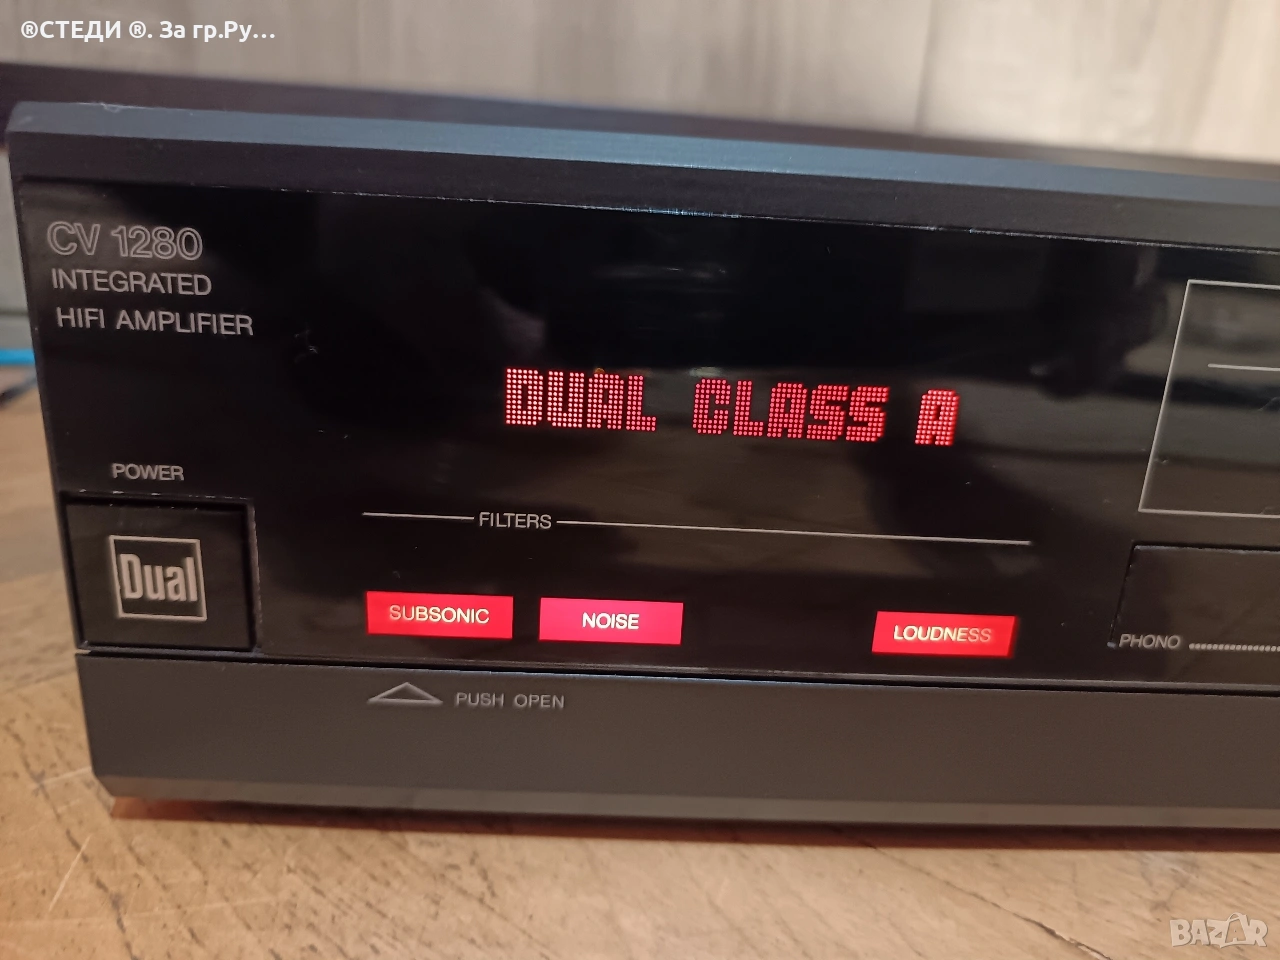 ®СТЕДИ ®. За гр.Ру...
CV 1280
INTEGRATED
HIFI AMPLIFIER
DUAL CLASS A
POWER
Dual
FILTERS
SUBSONIC NOISE LOUDNESS
PHONO
PUSH OPEN
BAZAR